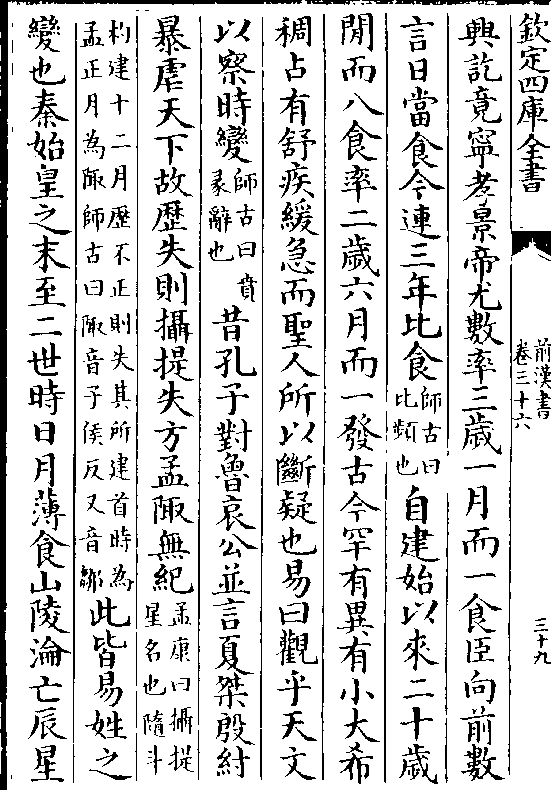 欽定四庫全書
前漢書
卷三十六
三十九
興訖竟寧孝景帝尤數率三歲一月而一食臣向前數
言日當食今連三年比食師古曰比頻也自建始以來二十歲
間而八食率二歲六月而一發古今罕有異有小大希
稠占有舒疾緩急而聖人所以斷疑也易曰觀乎天文
以察時變師古曰賁彖辭也昔孔子對魯哀公並言夏桀殷紂
暴虐天下故歴失則攝提失方孟陬無紀孟康曰攝提星名也隨斗
杓建十二月歴不正則失其所建首時為孟正月為陬師古曰陬音子侯反又音鄒此皆易姓之
變也秦始皇之末至二世時日月薄食山陵淪亡辰星